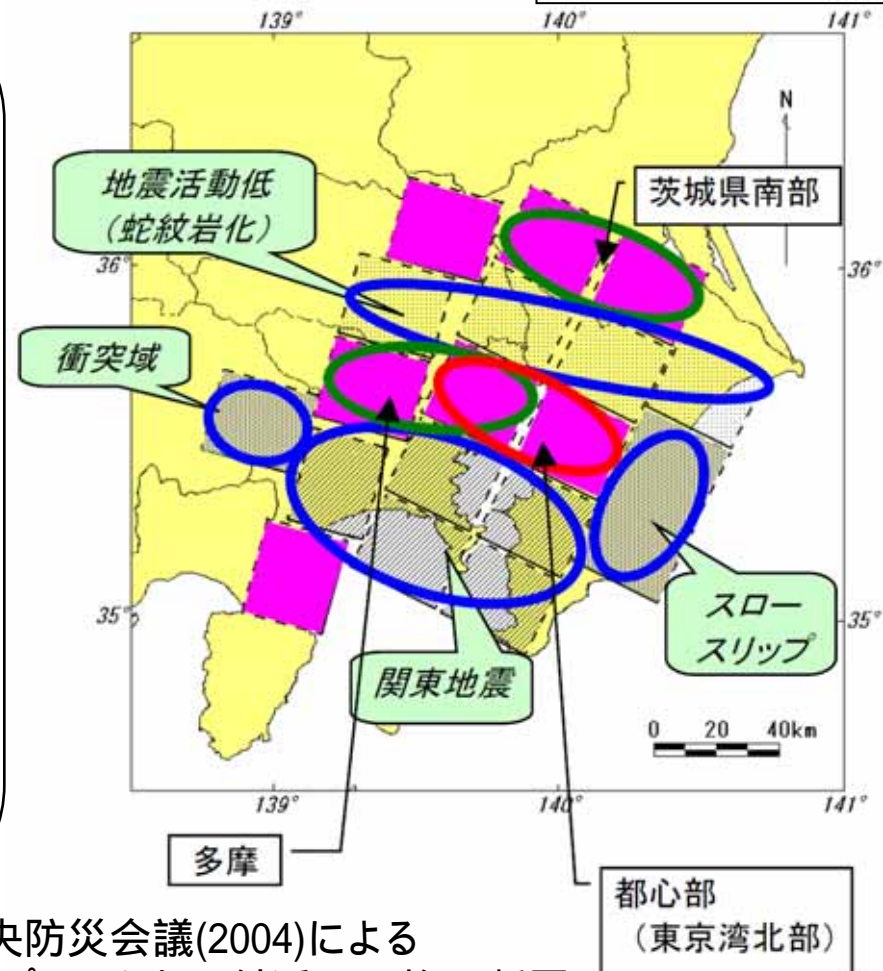 139°
140°
141°
N
地震活動低
(蛇紋岩化)
茨城県南部
36°
36°
衝突域
スロー
スリップ
35°
35°
関東地震
0 20 40km
139°
140°
141°
多摩
都心部
(東京湾北部)
央防災会議(2004)による